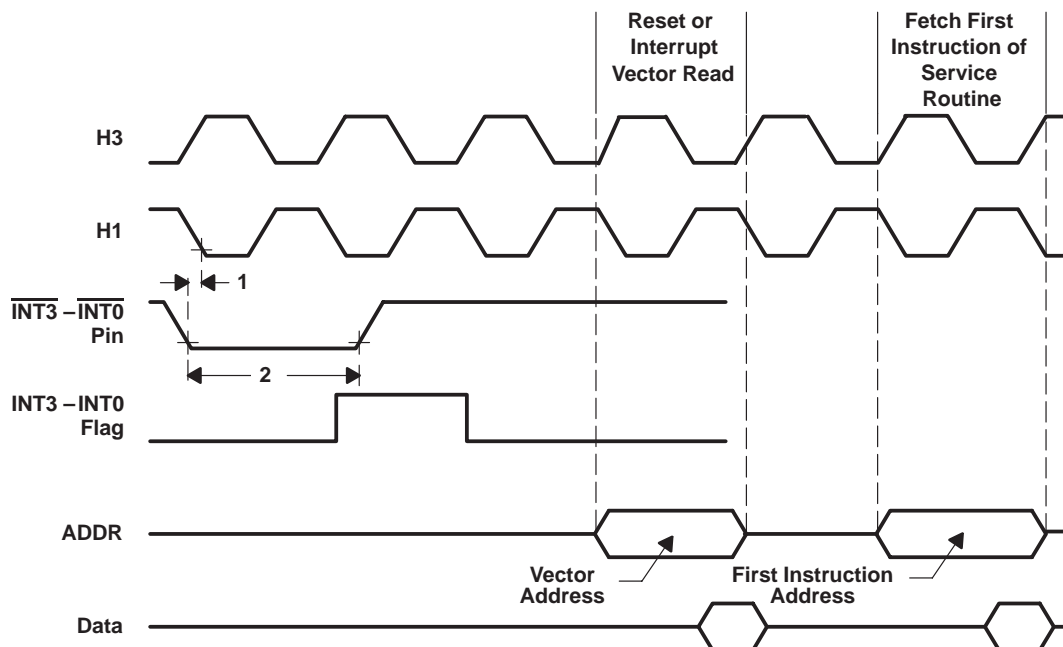 Reset or
Interrupt
Vector Read
Fetch First
Instruction of
Service
Routine
H3
H1
1
INT3 – INT0
Pin
2
INT3 – INT0
Flag
ADDR
Vector
Address
First Instruction
Address
Data